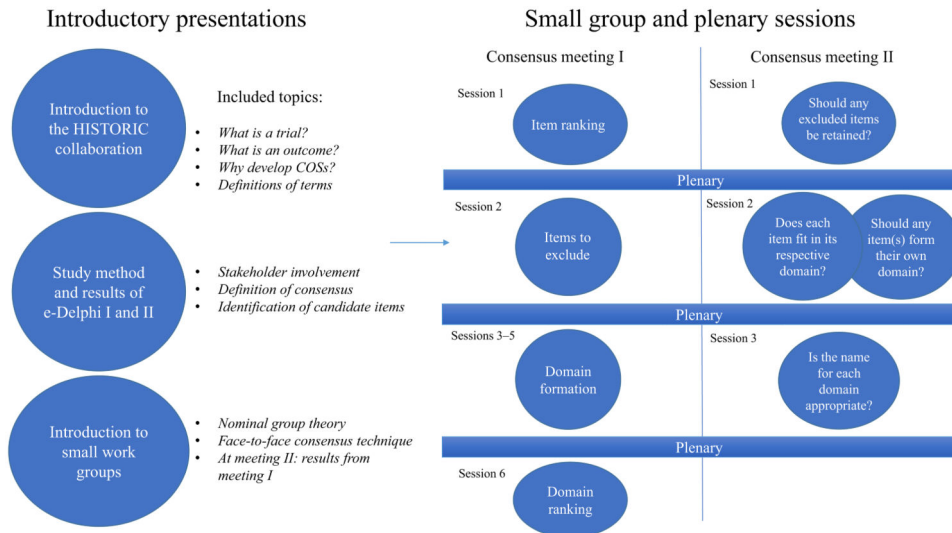 Introductory presentations
Introduction to
the HISTORIC
collaboration
Included topics:
• What is a trial?
• What is an outcome?
• Why develop COSs?
• Definitions of terms
Study method
and results of
e-Delphi I and II
• Stakeholder involvement
• Definition of consensus
• Identification of candidate items
Introduction to
small work
groups
• Nominal group theory
• Face-to-face consensus technique
• At meeting II: results from
meeting I
Small group and plenary sessions
Consensus meeting I
Consensus meeting II
Session 1
Item ranking
Session 1
Should any
excluded items
be retained?
Plenary
Session 2
Items to
exclude
Session 2
Does each
item fit in its
respective
domain?
Should any
item(s) form
their own
domain?
Plenary
Sessions 3–5
Domain
formation
Session 3
Is the name
for each
domain
appropriate?
Plenary
Session 6
Domain
ranking